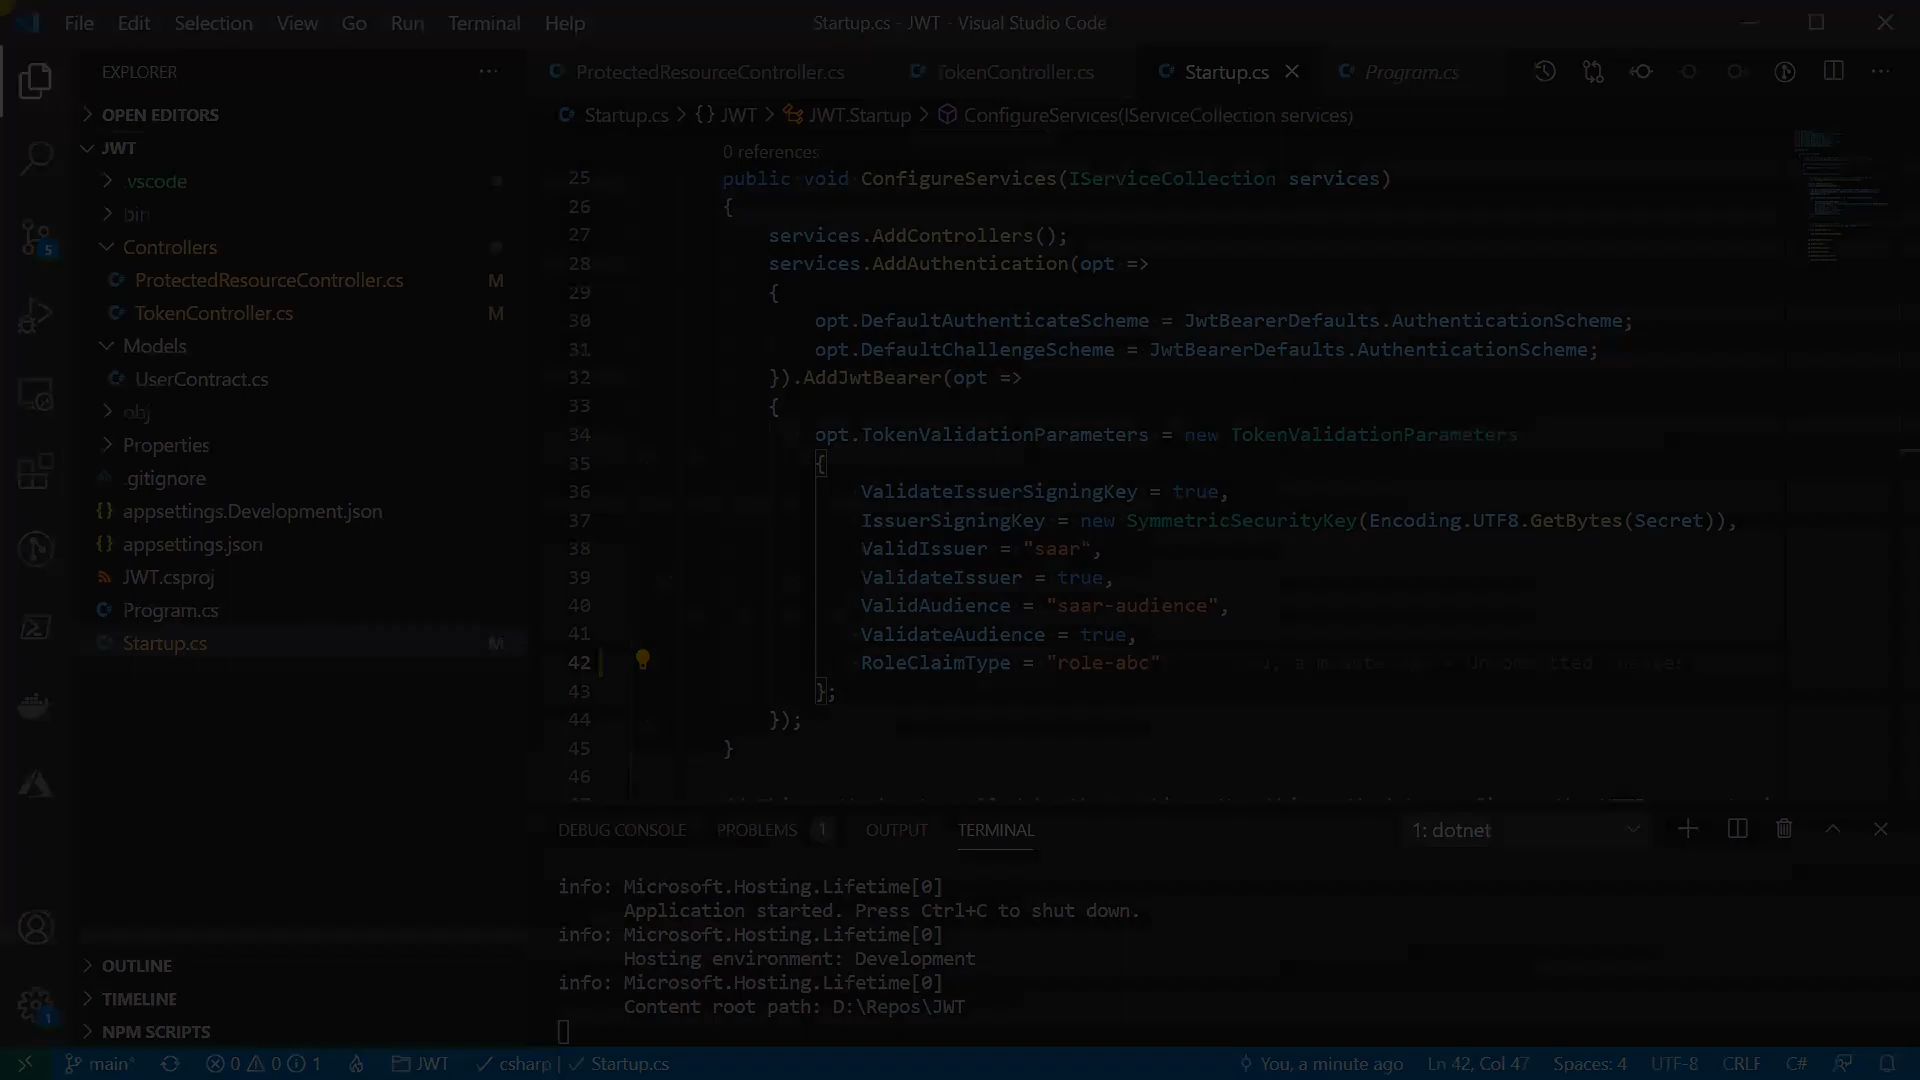 File Edit Selection View Go Run Terminal Help
Startup.cs - JWT - Visual Studio Code
EXPLORER
OPEN EDITORS
JWT
.vscode
bin
Controllers
ProtectedResourceController.cs M
TokenController.cs M
Models
UserContract.cs
obj
Properties
.gitignore
appsettings.Development.json
appsettings.json
JWT.csproj
Program.cs
Startup.cs M
OUTLINE
TIMELINE
NPM SCRIPTS
5
1
ProtectedResourceController.cs TokenController.cs Startup.cs Program.cs
Startup.cs > {} JWT > JWT.Startup > ConfigureServices(IServiceCollection services)
0 references
25 public void ConfigureServices(IServiceCollection services)
26 {
27 services.AddControllers();
28 services.AddAuthentication(opt =>
29 {
30 opt.DefaultAuthenticateScheme = JwtBearerDefaults.AuthenticationScheme;
31 opt.DefaultChallengeScheme = JwtBearerDefaults.AuthenticationScheme;
32 }).AddJwtBearer(opt =>
33 {
34 opt.TokenValidationParameters = new TokenValidationParameters
35 {
36 ValidateIssuerSigningKey = true,
37 IssuerSigningKey = new SymmetricSecurityKey(Encoding.UTF8.GetBytes(Secret)),
38 ValidIssuer = "saar",
39 ValidateIssuer = true,
40 ValidAudience = "saar-audience",
41 ValidateAudience = true,
42 RoleClaimType = "role-abc"
43 };
44 });
45 }
46
DEBUG CONSOLE PROBLEMS 1 OUTPUT TERMINAL 1: dotnet
info: Microsoft.Hosting.Lifetime[0]
Application started. Press Ctrl+C to shut down.
info: Microsoft.Hosting.Lifetime[0]
Hosting environment: Development
info: Microsoft.Hosting.Lifetime[0]
Content root path: D:\Repos\JWT
main* 0 0 1 JWT csharp | Startup.cs You, a minute ago Ln 42, Col 47 Spaces: 4 UTF-8 CRLF C#